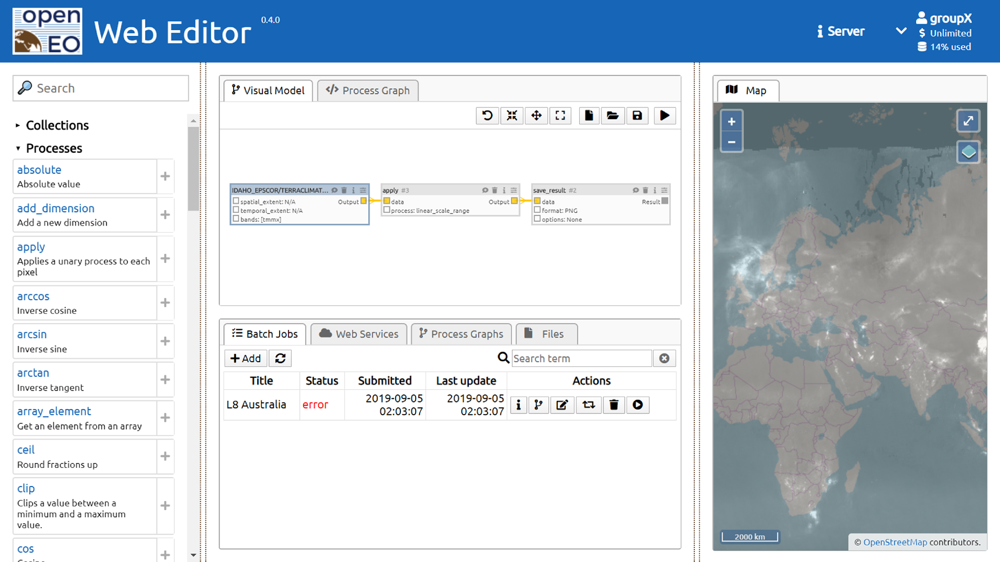 open
EO
Web Editor
0.4.0
Server
groupX
$ Unlimited
14% used
Search
Collections
Processes
absolute
Absolute value
add_dimension
Add a new dimension
apply
Applies a unary process to each
pixel
arccos
Inverse cosine
arcsin
Inverse sine
arctan
Inverse tangent
array_element
Get an element from an array
ceil
Round fractions up
clip
Clips a value between a
minimum and a maximum
value.
cos
Visual Model
Process Graph
IDAHO_EPSCOR/TERRACLIMAT...
spatial_extent: N/A
Output
temporal_extent: N/A
bands: [tmmx]
apply #3
data
Output
process: linear_scale_range
save_result #2
data
Result
format: PNG
options: None
Batch Jobs
Web Services
Process Graphs
Files
+ Add
Search term
Title
Status
Submitted
Last update
Actions
L8 Australia
error
2019-09-05
02:03:07
2019-09-05
02:03:07
Map
+
−
2000 km
© OpenStreetMap contributors.